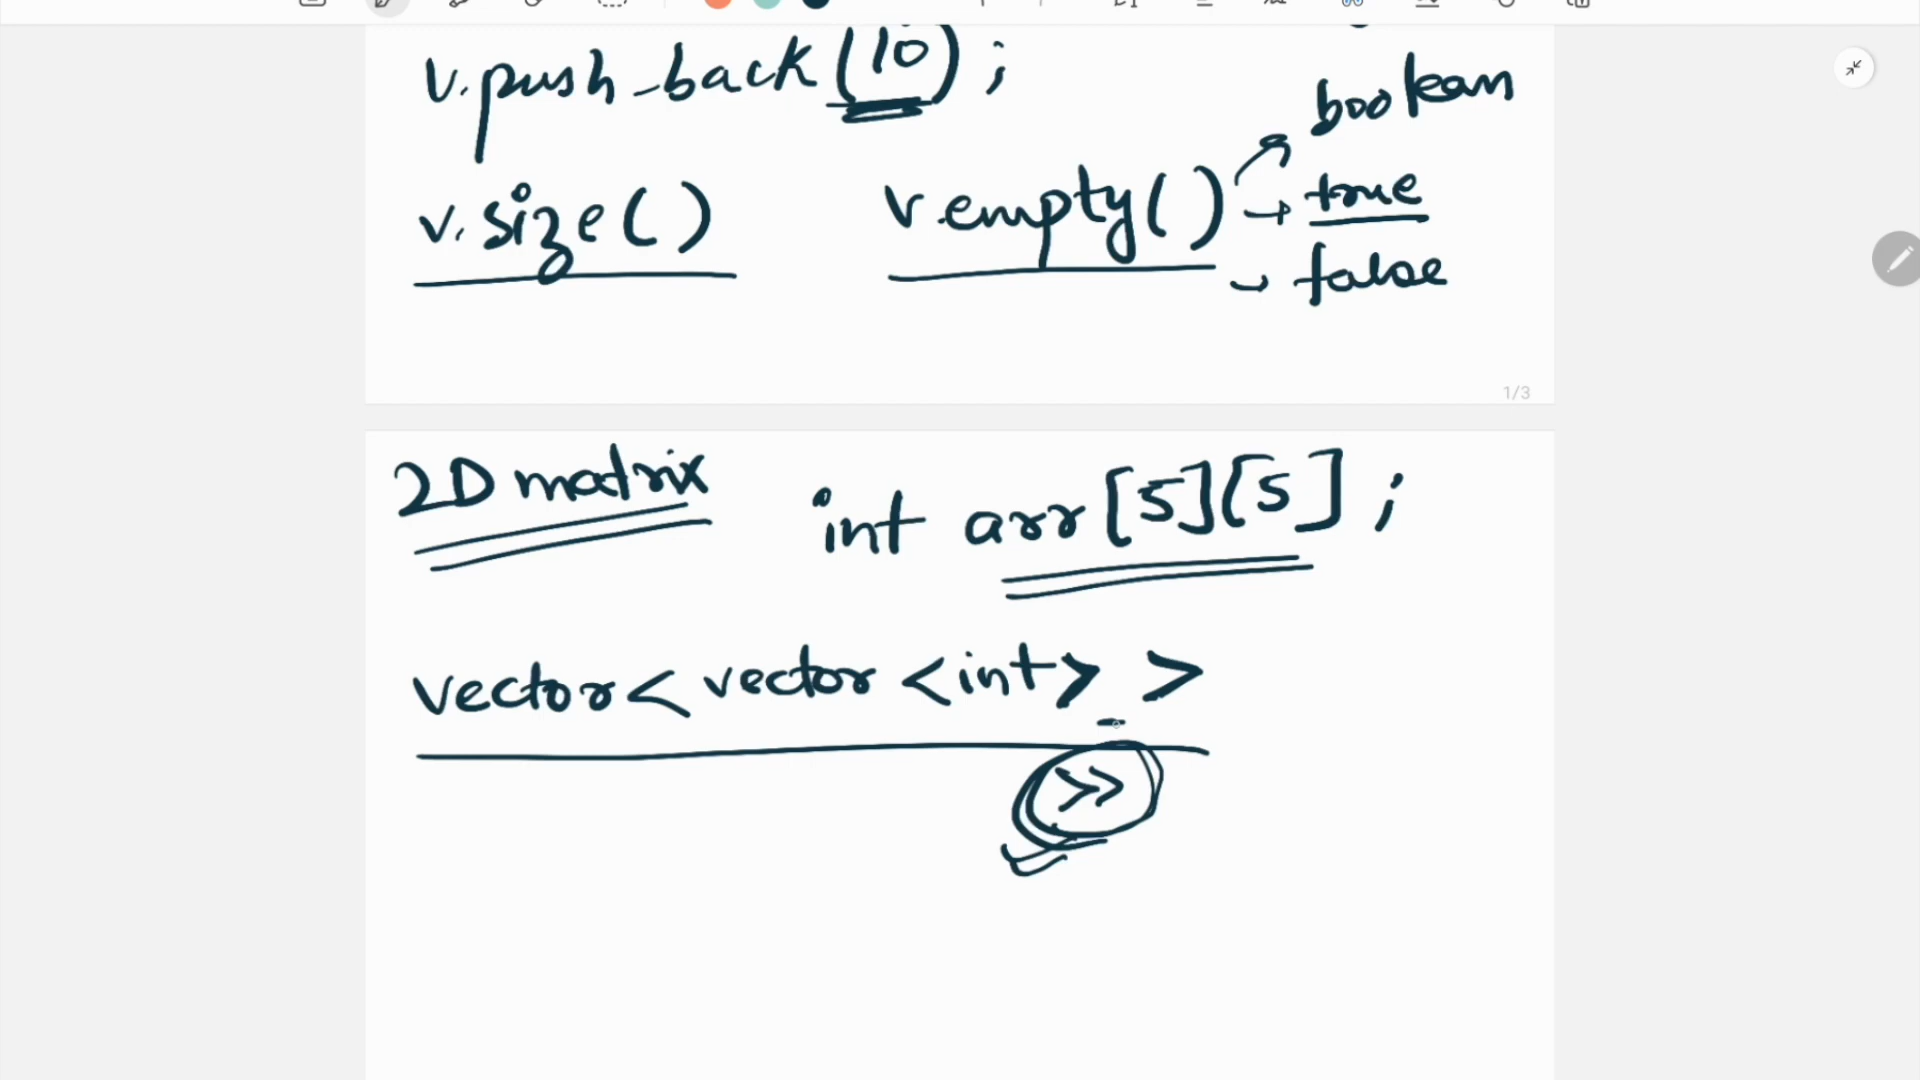 v.push_back(10);
boolean
v.size() v.empty() → true
→ false
1/3
2D matrix int arr[5][5];
vector< vector <int> >
>>